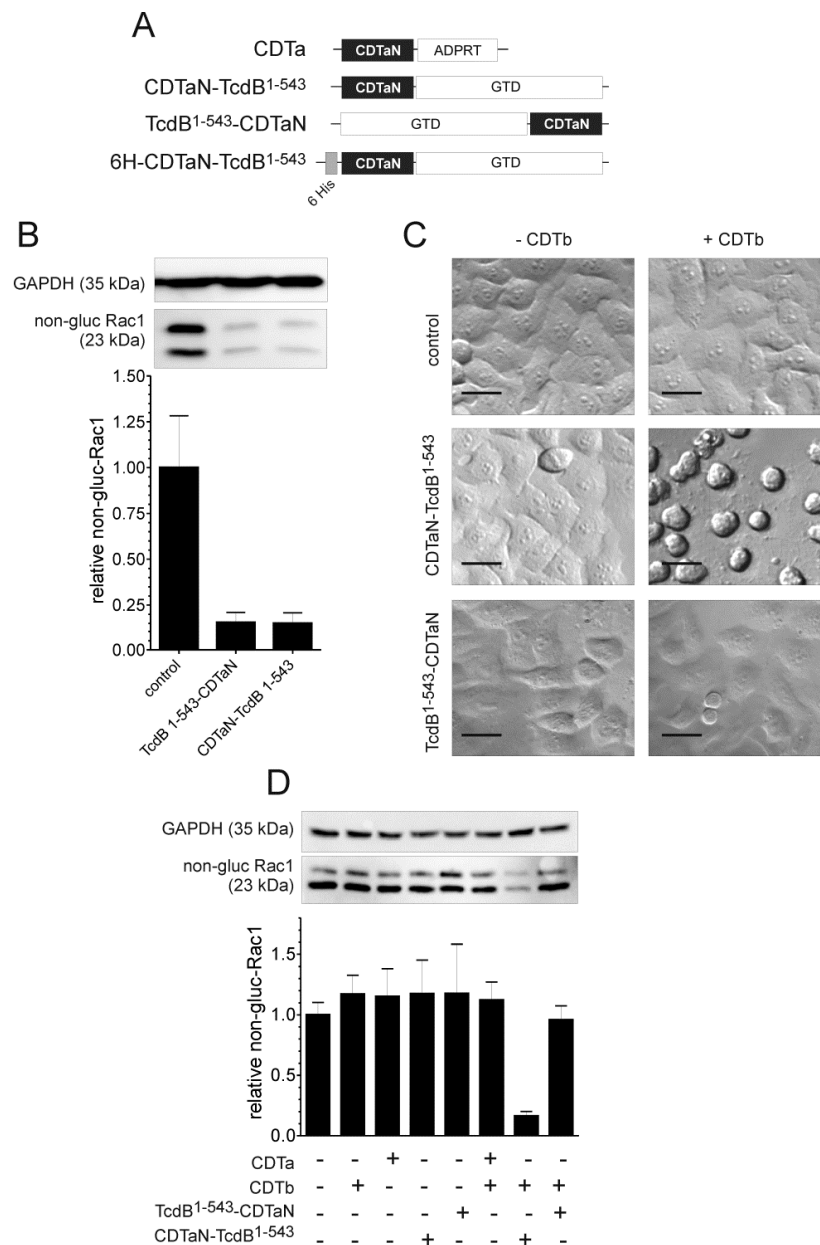 A
CDTa
CDTaN ADPRT
CDTaN-TcdB1-543
CDTaN GTD
TcdB1-543-CDTaN
GTD CDTaN
6H-CDTaN-TcdB1-543
CDTaN GTD
6 His
B
GAPDH (35 kDa)
non-gluc Rac1
(23 kDa)
relative non-gluc-Rac1
1.50
1.25
1.00
0.75
0.50
0.25
0.00
control
TcdB 1-543-CDTaN
CDTaN-TcdB 1-543
C
- CDTb + CDTb
control
CDTaN-TcdB1-543
TcdB1-543-CDTaN
D
GAPDH (35 kDa)
non-gluc Rac1
(23 kDa)
relative non-gluc-Rac1
1.5
1.0
0.5
0.0
CDTa - - + - - + - -
CDTb - + - - - + + +
TcdB1-543-CDTaN - - - - + - - +
CDTaN-TcdB1-543 - - - + - - + -